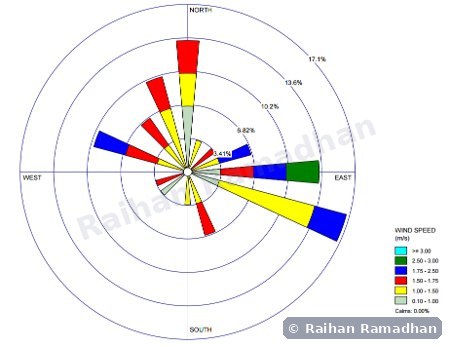 NORTH
17.1%
13.6%
10.2%
6.82%
3.41%
WEST
EAST
SOUTH
WIND SPEED
(m/s)
>= 3.00
2.50 - 3.00
1.75 - 2.50
1.50 - 1.75
1.00 - 1.50
0.10 - 1.00
Calms: 0.00%
Raihan Ramadhan
© Raihan Ramadhan